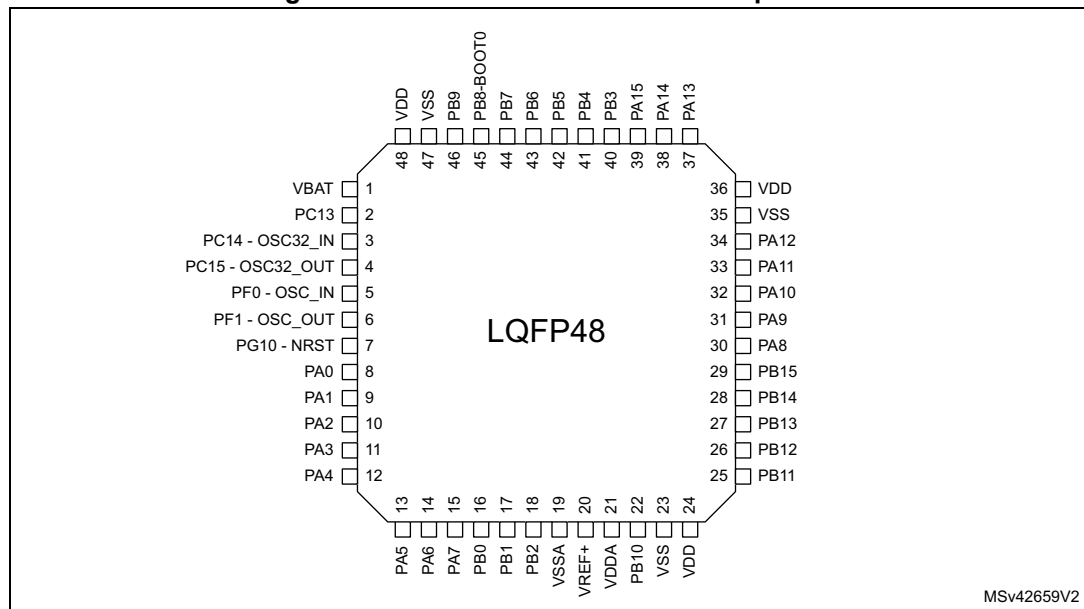 VDD
VSS
PB9
PB8-BOOT0
PB7
PB6
PB5
PB4
PB3
PA15
PA14
PA13
48
47
46
45
44
43
42
41
40
39
38
37
VBAT 1
PC13 2
PC14 - OSC32_IN 3
PC15 - OSC32_OUT 4
PF0 - OSC_IN 5
PF1 - OSC_OUT 6
PG10 - NRST 7
PA0 8
PA1 9
PA2 10
PA3 11
PA4 12
LQFP48
36 VDD
35 VSS
34 PA12
33 PA11
32 PA10
31 PA9
30 PA8
29 PB15
28 PB14
27 PB13
26 PB12
25 PB11
13
14
15
16
17
18
19
20
21
22
23
24
PA5
PA6
PA7
PB0
PB1
PB2
VSSA
VREF+
VDDA
PB10
VSS
VDD
MSv42659V2